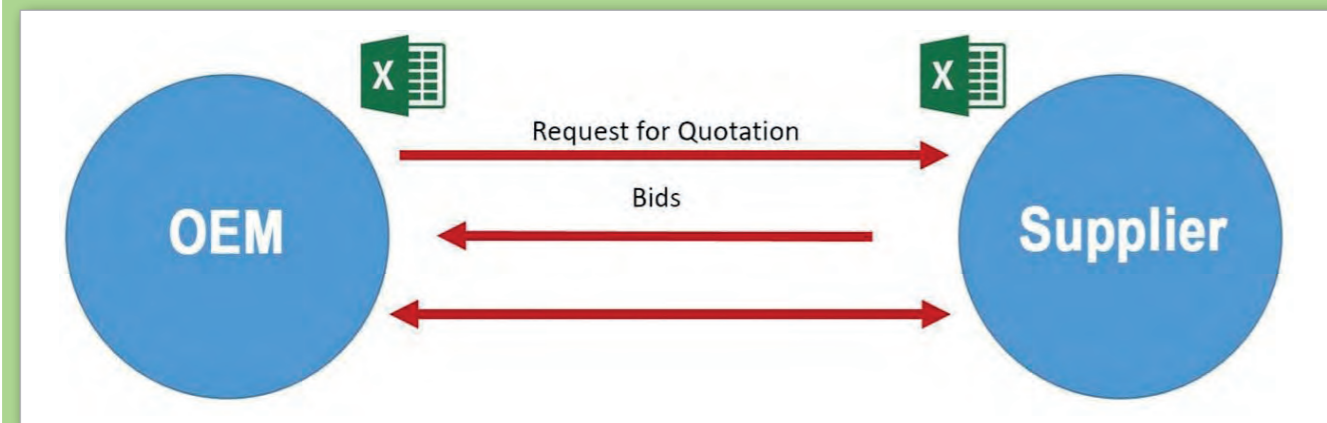 X
X
Request for Quotation
Bids
OEM
Supplier